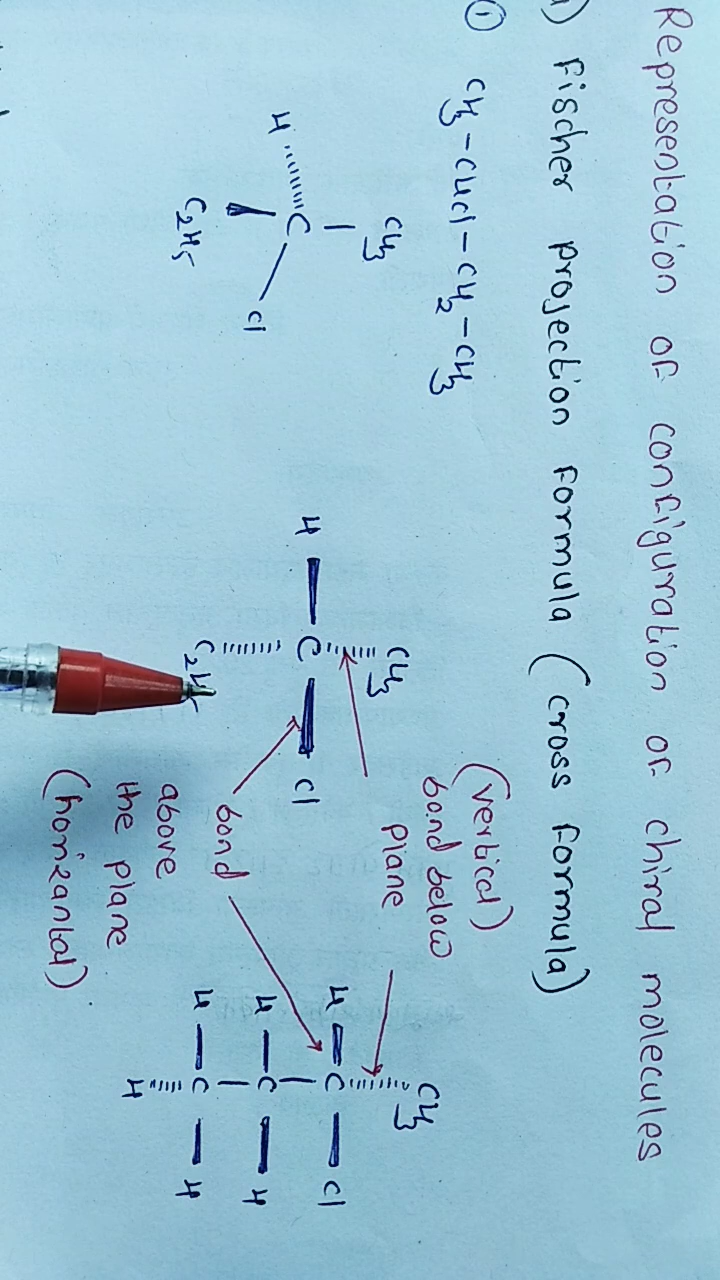 Representation of configuration of chiral molecules
a) Fischer projection formula (cross formula)
① CH3-CHCl-CH2-CH3
CH3
H C Cl
C2H5
CH3
H C Cl
C2H5
(vertical)
bond below
plane
bond
above
the plane
(horizantal)
CH3
H C Cl
H C H
H C H
H